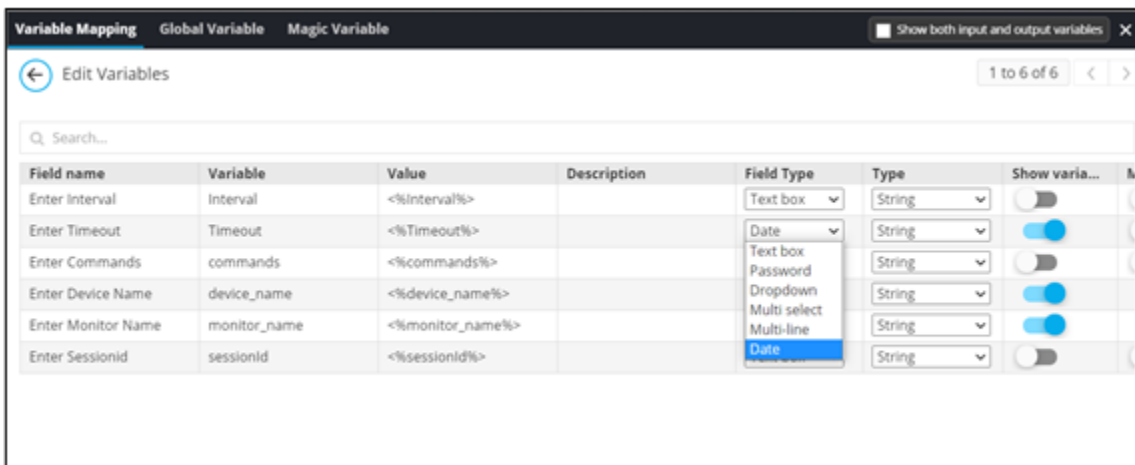 Variable Mapping Global Variable Magic Variable Show both input and output variables X
Edit Variables 1 to 6 of 6 < >
Search...
Field name Variable Value Description Field Type Type Show varia...
Enter Interval Interval <%Interval%> Text box String
Enter Timeout Timeout <%Timeout%> Date String
Text box
Enter Commands commands <%commands%> String
Password
Dropdown
Enter Device Name device_name <%device_name%> String
Multi select
Enter Monitor Name monitor_name <%monitor_name%> String
Multi-line
Date
Enter Sessionid sessionId <%sessionId%> String